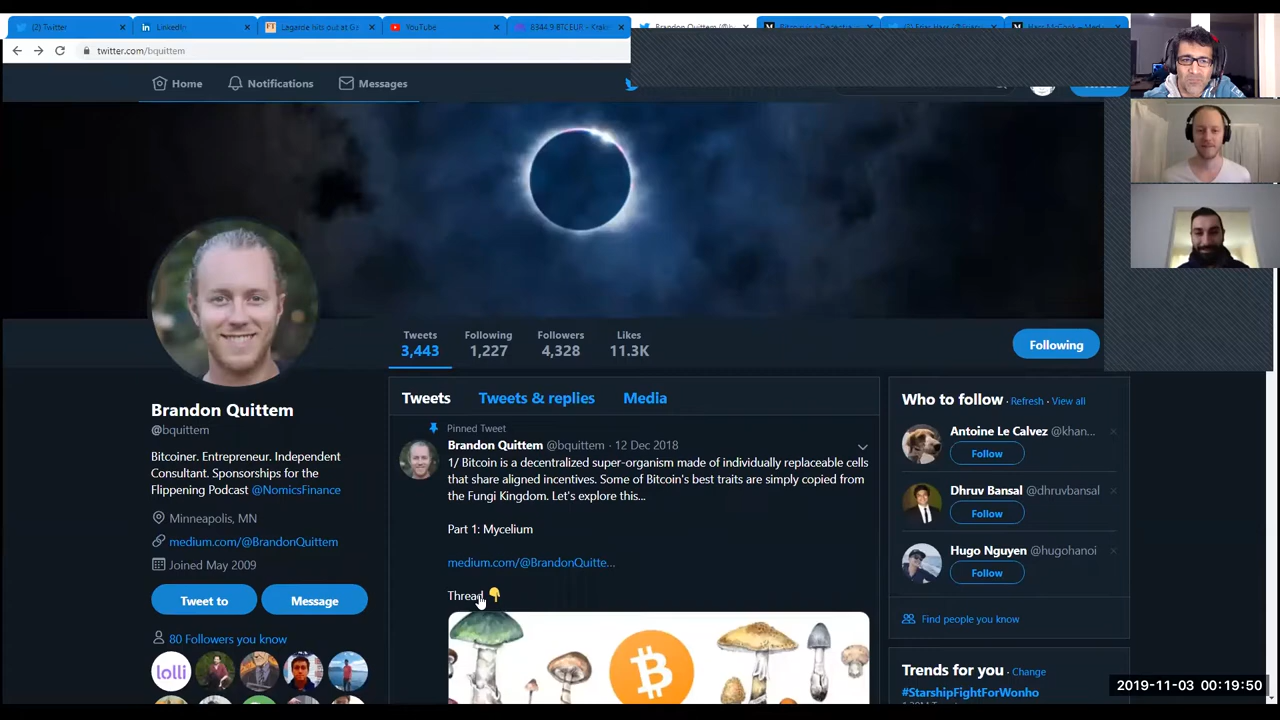 (2) Twitter
LinkedIn
Lagarde hits out at G
YouTube
twitter.com/bquittem
Home
Notifications
Messages
Tweets
3,443
Following
1,227
Followers
4,328
Likes
11.3K
Following
Brandon Quittem
@bquittem
Bitcoiner. Entrepreneur. Independent
Consultant. Sponsorships for the
Flippening Podcast @NomicsFinance
Minneapolis, MN
medium.com/@BrandonQuittem
Joined May 2009
Tweet to
Message
80 Followers you know
lolli
Tweets
Tweets & replies
Media
Pinned Tweet
Brandon Quittem @bquittem · 12 Dec 2018
1/ Bitcoin is a decentralized super-organism made of individually replaceable cells
that share aligned incentives. Some of Bitcoin's best traits are simply copied from
the Fungi Kingdom. Let's explore this...
Part 1: Mycelium
medium.com/@BrandonQuitte...
Thread
Who to follow · Refresh · View all
Antoine Le Calvez @khan...
Follow
Dhruv Bansal @dhruvbansal
Follow
Hugo Nguyen @hugohanoi
Follow
Find people you know
Trends for you · Change
#StarshipFightForWonho
2019-11-03 00:19:50